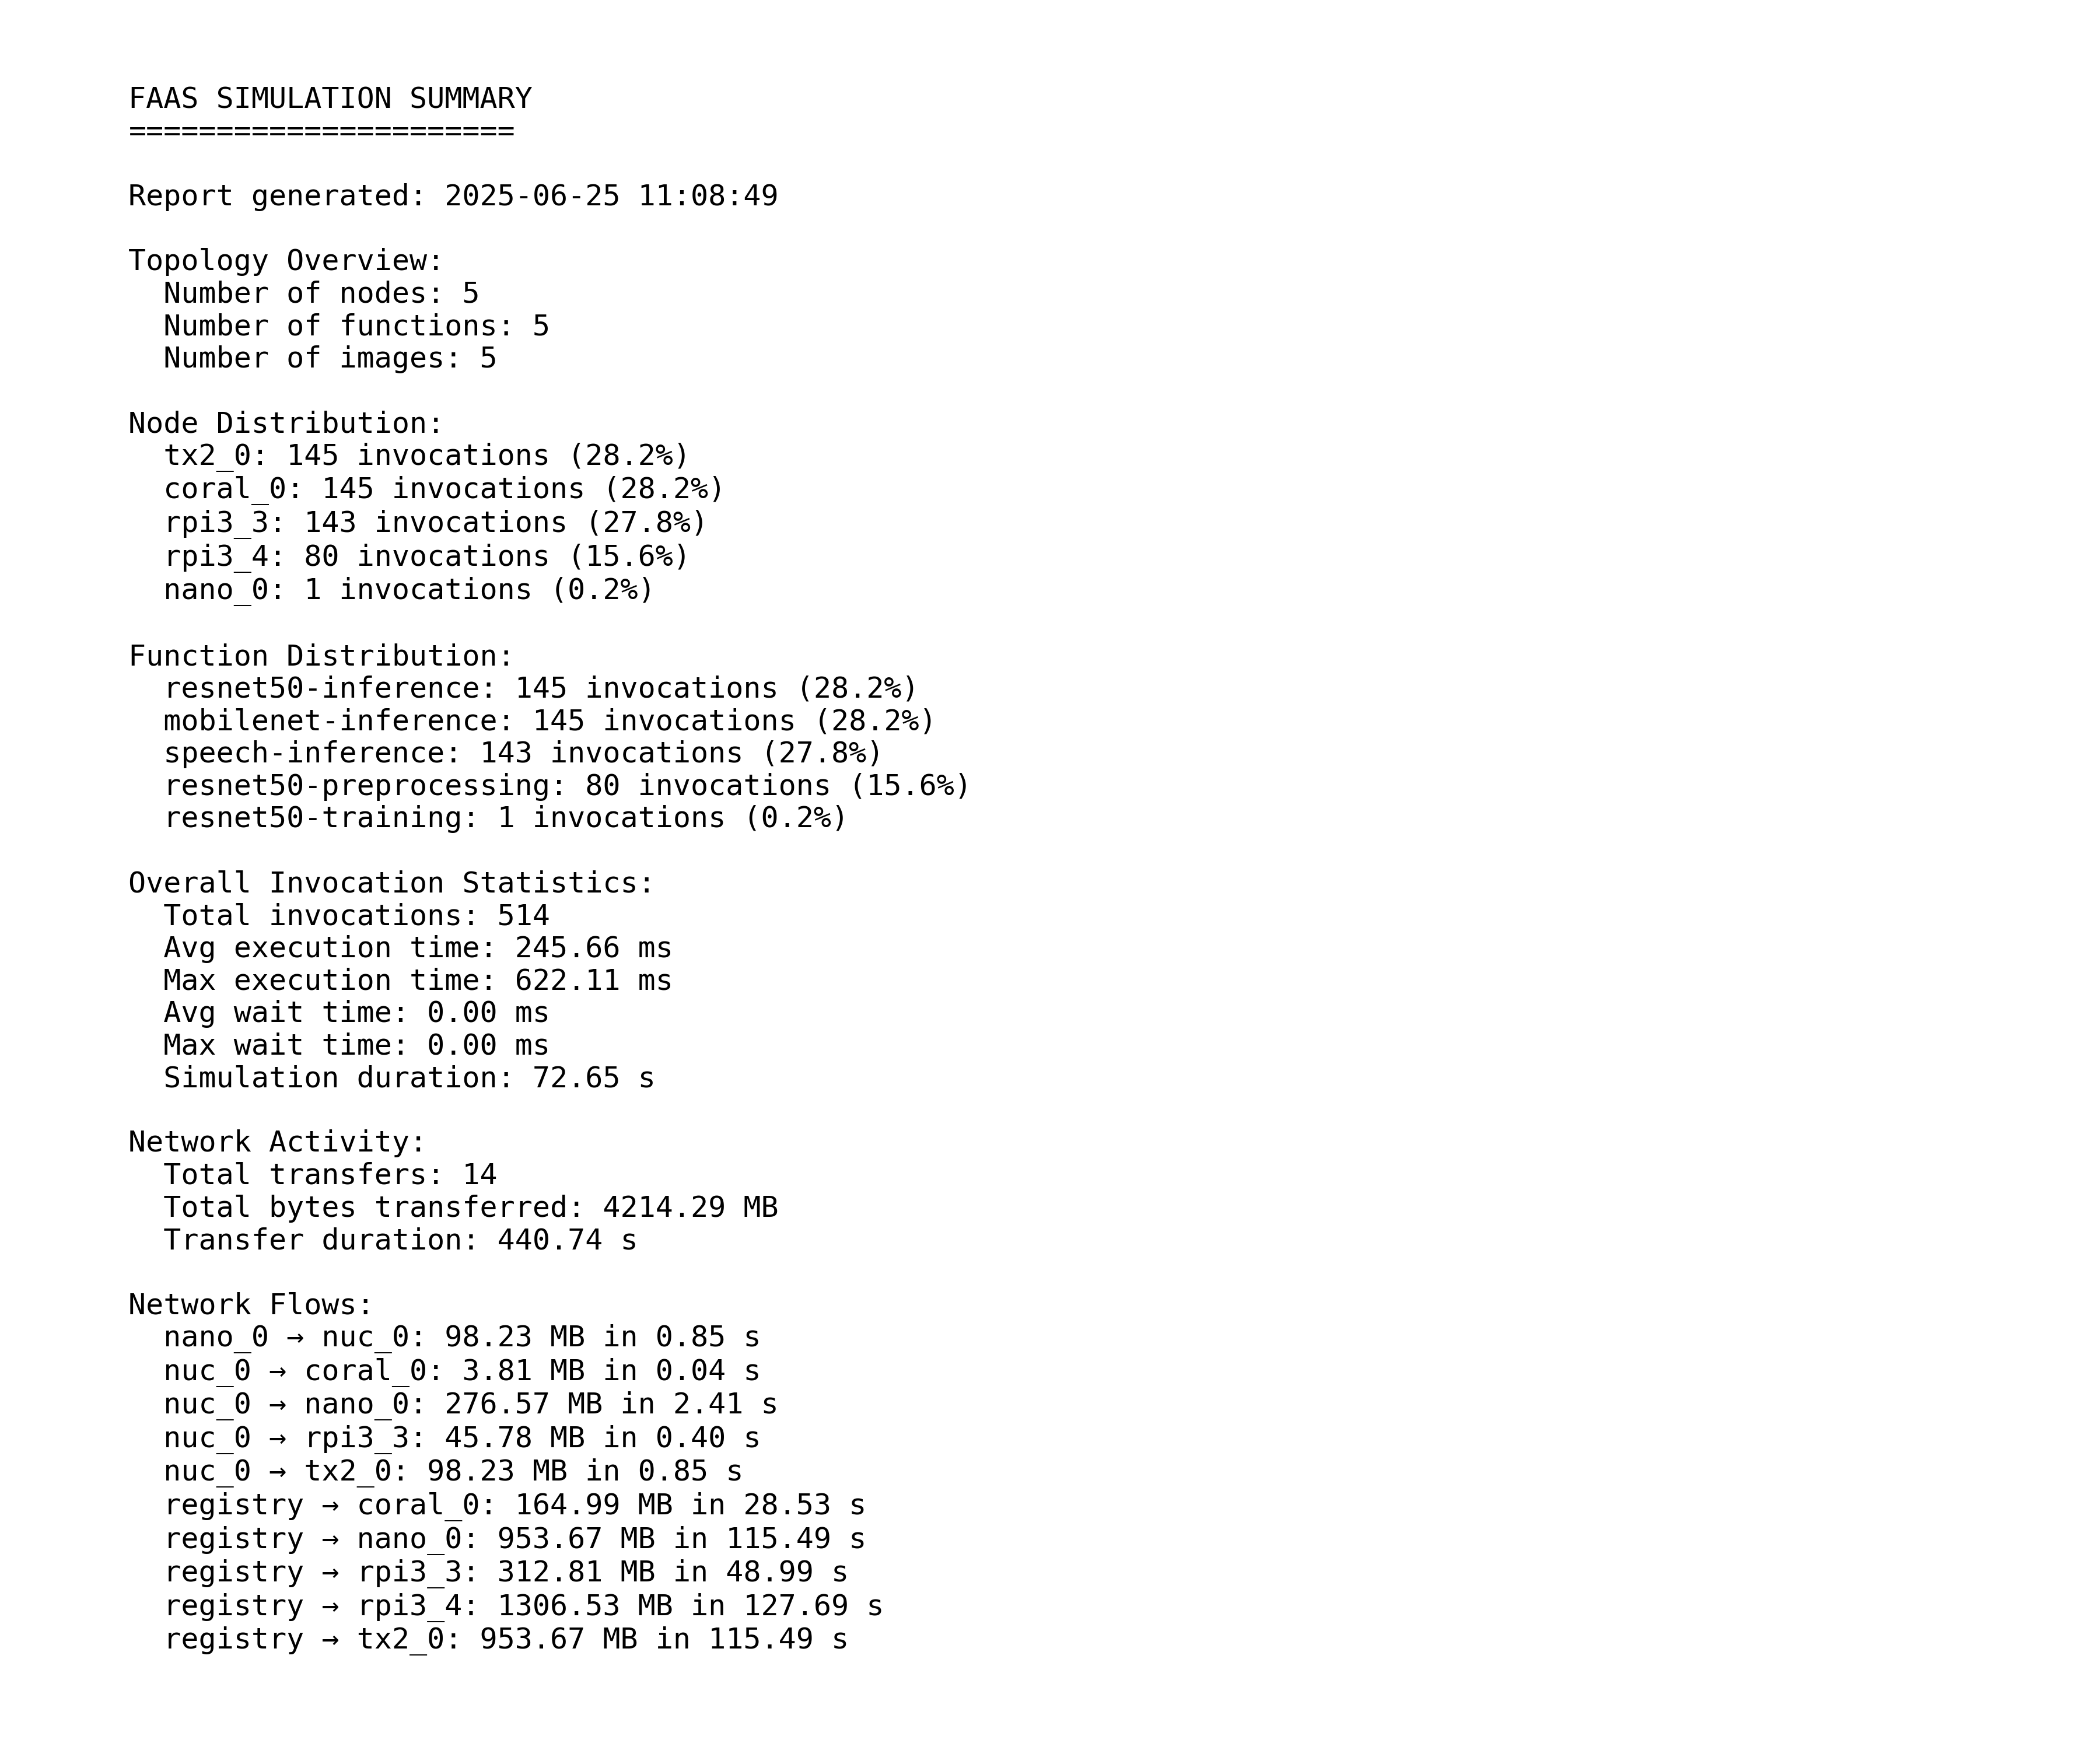 FAAS SIMULATION SUMMARY
======================
Report generated: 2025-06-25 11:08:49
Topology Overview:
  Number of nodes: 5
  Number of functions: 5
  Number of images: 5
Node Distribution:
  tx2_0: 145 invocations (28.2%)
  coral_0: 145 invocations (28.2%)
  rpi3_3: 143 invocations (27.8%)
  rpi3_4: 80 invocations (15.6%)
  nano_0: 1 invocations (0.2%)
Function Distribution:
  resnet50-inference: 145 invocations (28.2%)
  mobilenet-inference: 145 invocations (28.2%)
  speech-inference: 143 invocations (27.8%)
  resnet50-preprocessing: 80 invocations (15.6%)
  resnet50-training: 1 invocations (0.2%)
Overall Invocation Statistics:
  Total invocations: 514
  Avg execution time: 245.66 ms
  Max execution time: 622.11 ms
  Avg wait time: 0.00 ms
  Max wait time: 0.00 ms
  Simulation duration: 72.65 s
Network Activity:
  Total transfers: 14
  Total bytes transferred: 4214.29 MB
  Transfer duration: 440.74 s
Network Flows:
  nano_0 → nuc_0: 98.23 MB in 0.85 s
  nuc_0 → coral_0: 3.81 MB in 0.04 s
  nuc_0 → nano_0: 276.57 MB in 2.41 s
  nuc_0 → rpi3_3: 45.78 MB in 0.40 s
  nuc_0 → tx2_0: 98.23 MB in 0.85 s
  registry → coral_0: 164.99 MB in 28.53 s
  registry → nano_0: 953.67 MB in 115.49 s
  registry → rpi3_3: 312.81 MB in 48.99 s
  registry → rpi3_4: 1306.53 MB in 127.69 s
  registry → tx2_0: 953.67 MB in 115.49 s